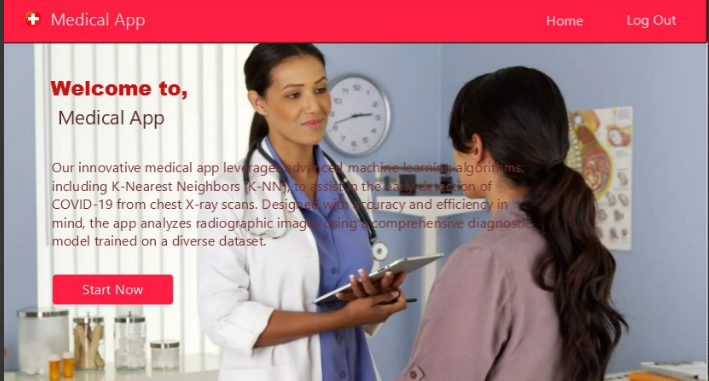 Medical App
Home
Log Out
Welcome to,
Medical App
Our innovative medical app leverages advanced machine learning algorithms,
including K-Nearest Neighbors (K-NN), to assist in the early detection of
COVID-19 from chest X-ray scans. Designed with accuracy and efficiency in
mind, the app analyzes radiographic images using a comprehensive diagnostic
model trained on a diverse dataset.
Start Now